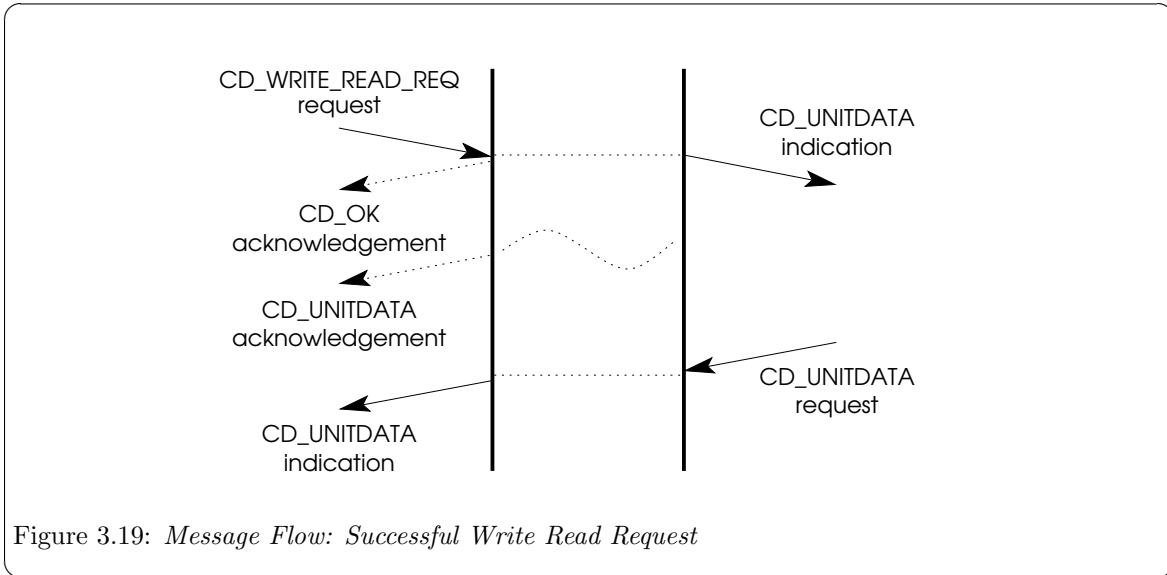 CD_WRITE_READ_REQ
request
CD_UNITDATA
indication
CD_OK
acknowledgement
CD_UNITDATA
acknowledgement
CD_UNITDATA
request
CD_UNITDATA
indication
Figure 3.19: Message Flow: Successful Write Read Request